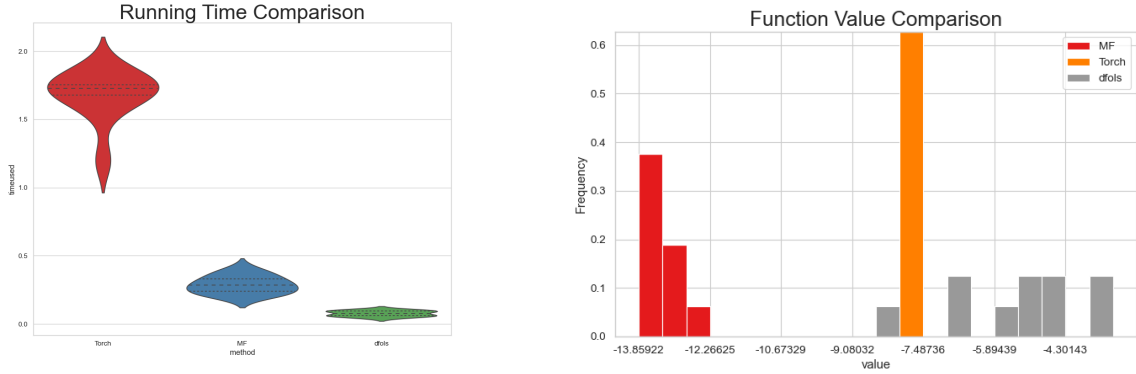 Running Time Comparison
2.0
1.5
1.0
0.5
0.0
timeused
Torch
MF
dfols
method
Function Value Comparison
0.6
0.5
0.4
0.3
0.2
0.1
0.0
Frequency
MF
Torch
dfols
-13.85922
-12.26625
-10.67329
-9.08032
-7.48736
-5.89439
-4.30143
value